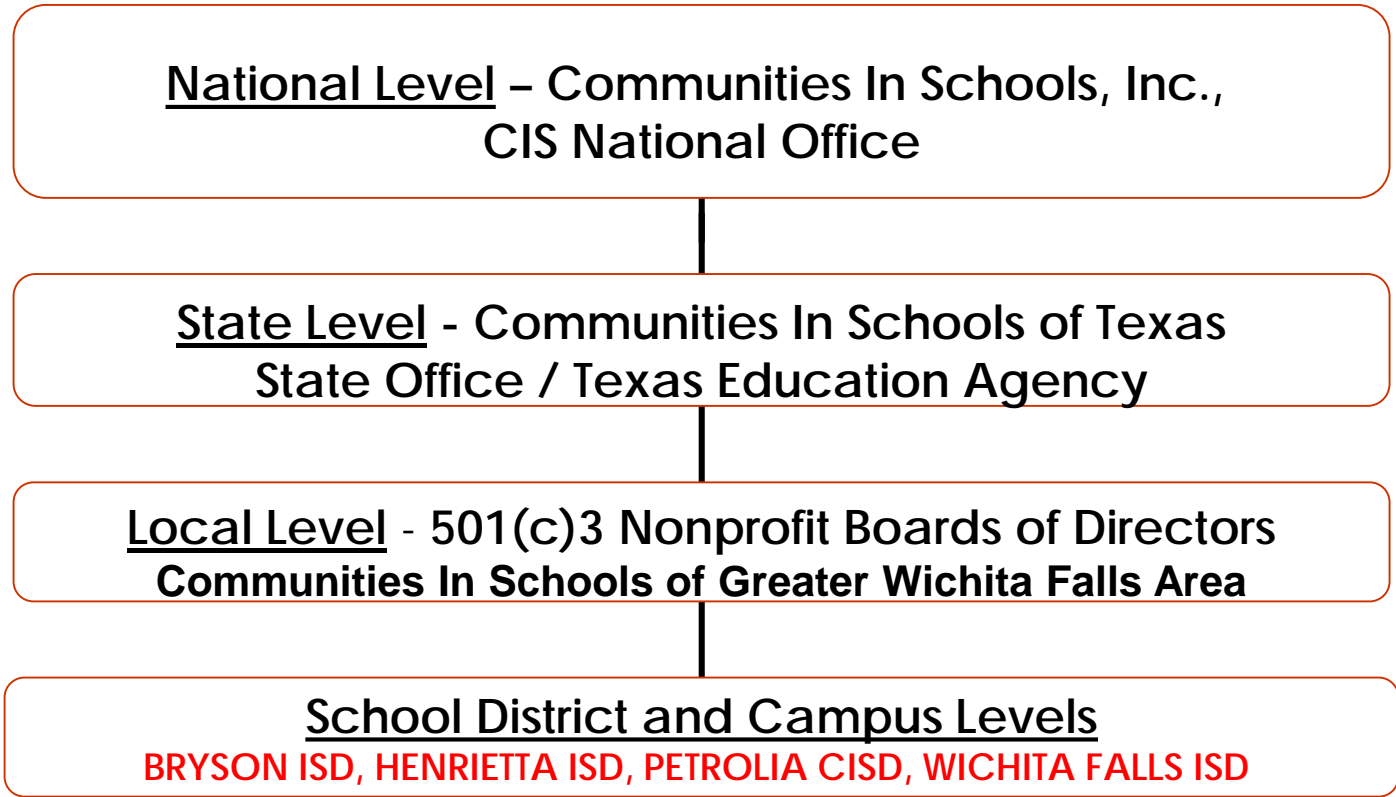 National Level – Communities In Schools, Inc.,
CIS National Office
State Level - Communities In Schools of Texas
State Office / Texas Education Agency
Local Level - 501(c)3 Nonprofit Boards of Directors
Communities In Schools of Greater Wichita Falls Area
School District and Campus Levels
BRYSON ISD, HENRIETTA ISD, PETROLIA CISD, WICHITA FALLS ISD